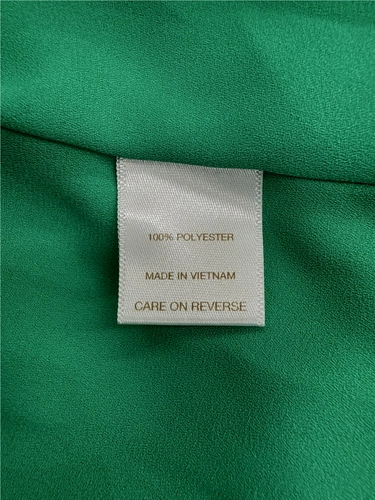 100% POLYESTER
MADE IN VIETNAM
CARE ON REVERSE